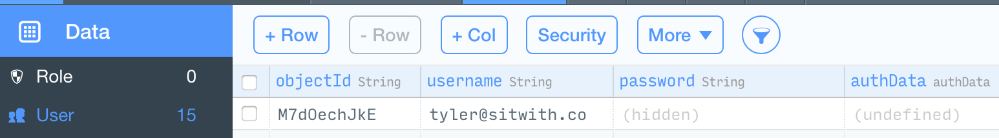 Data
+ Row
- Row
+ Col
Security
More
Role 0
User 15
objectId String username String password String authData authData
M7dOechJkE tyler@sitwith.co (hidden) (undefined)